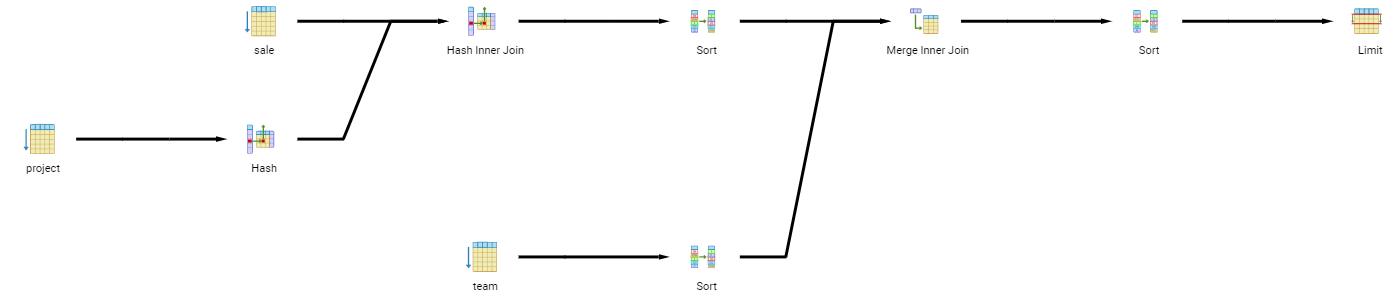 sale
Hash Inner Join
Sort
Merge Inner Join
Sort
Limit
project
Hash
team
Sort